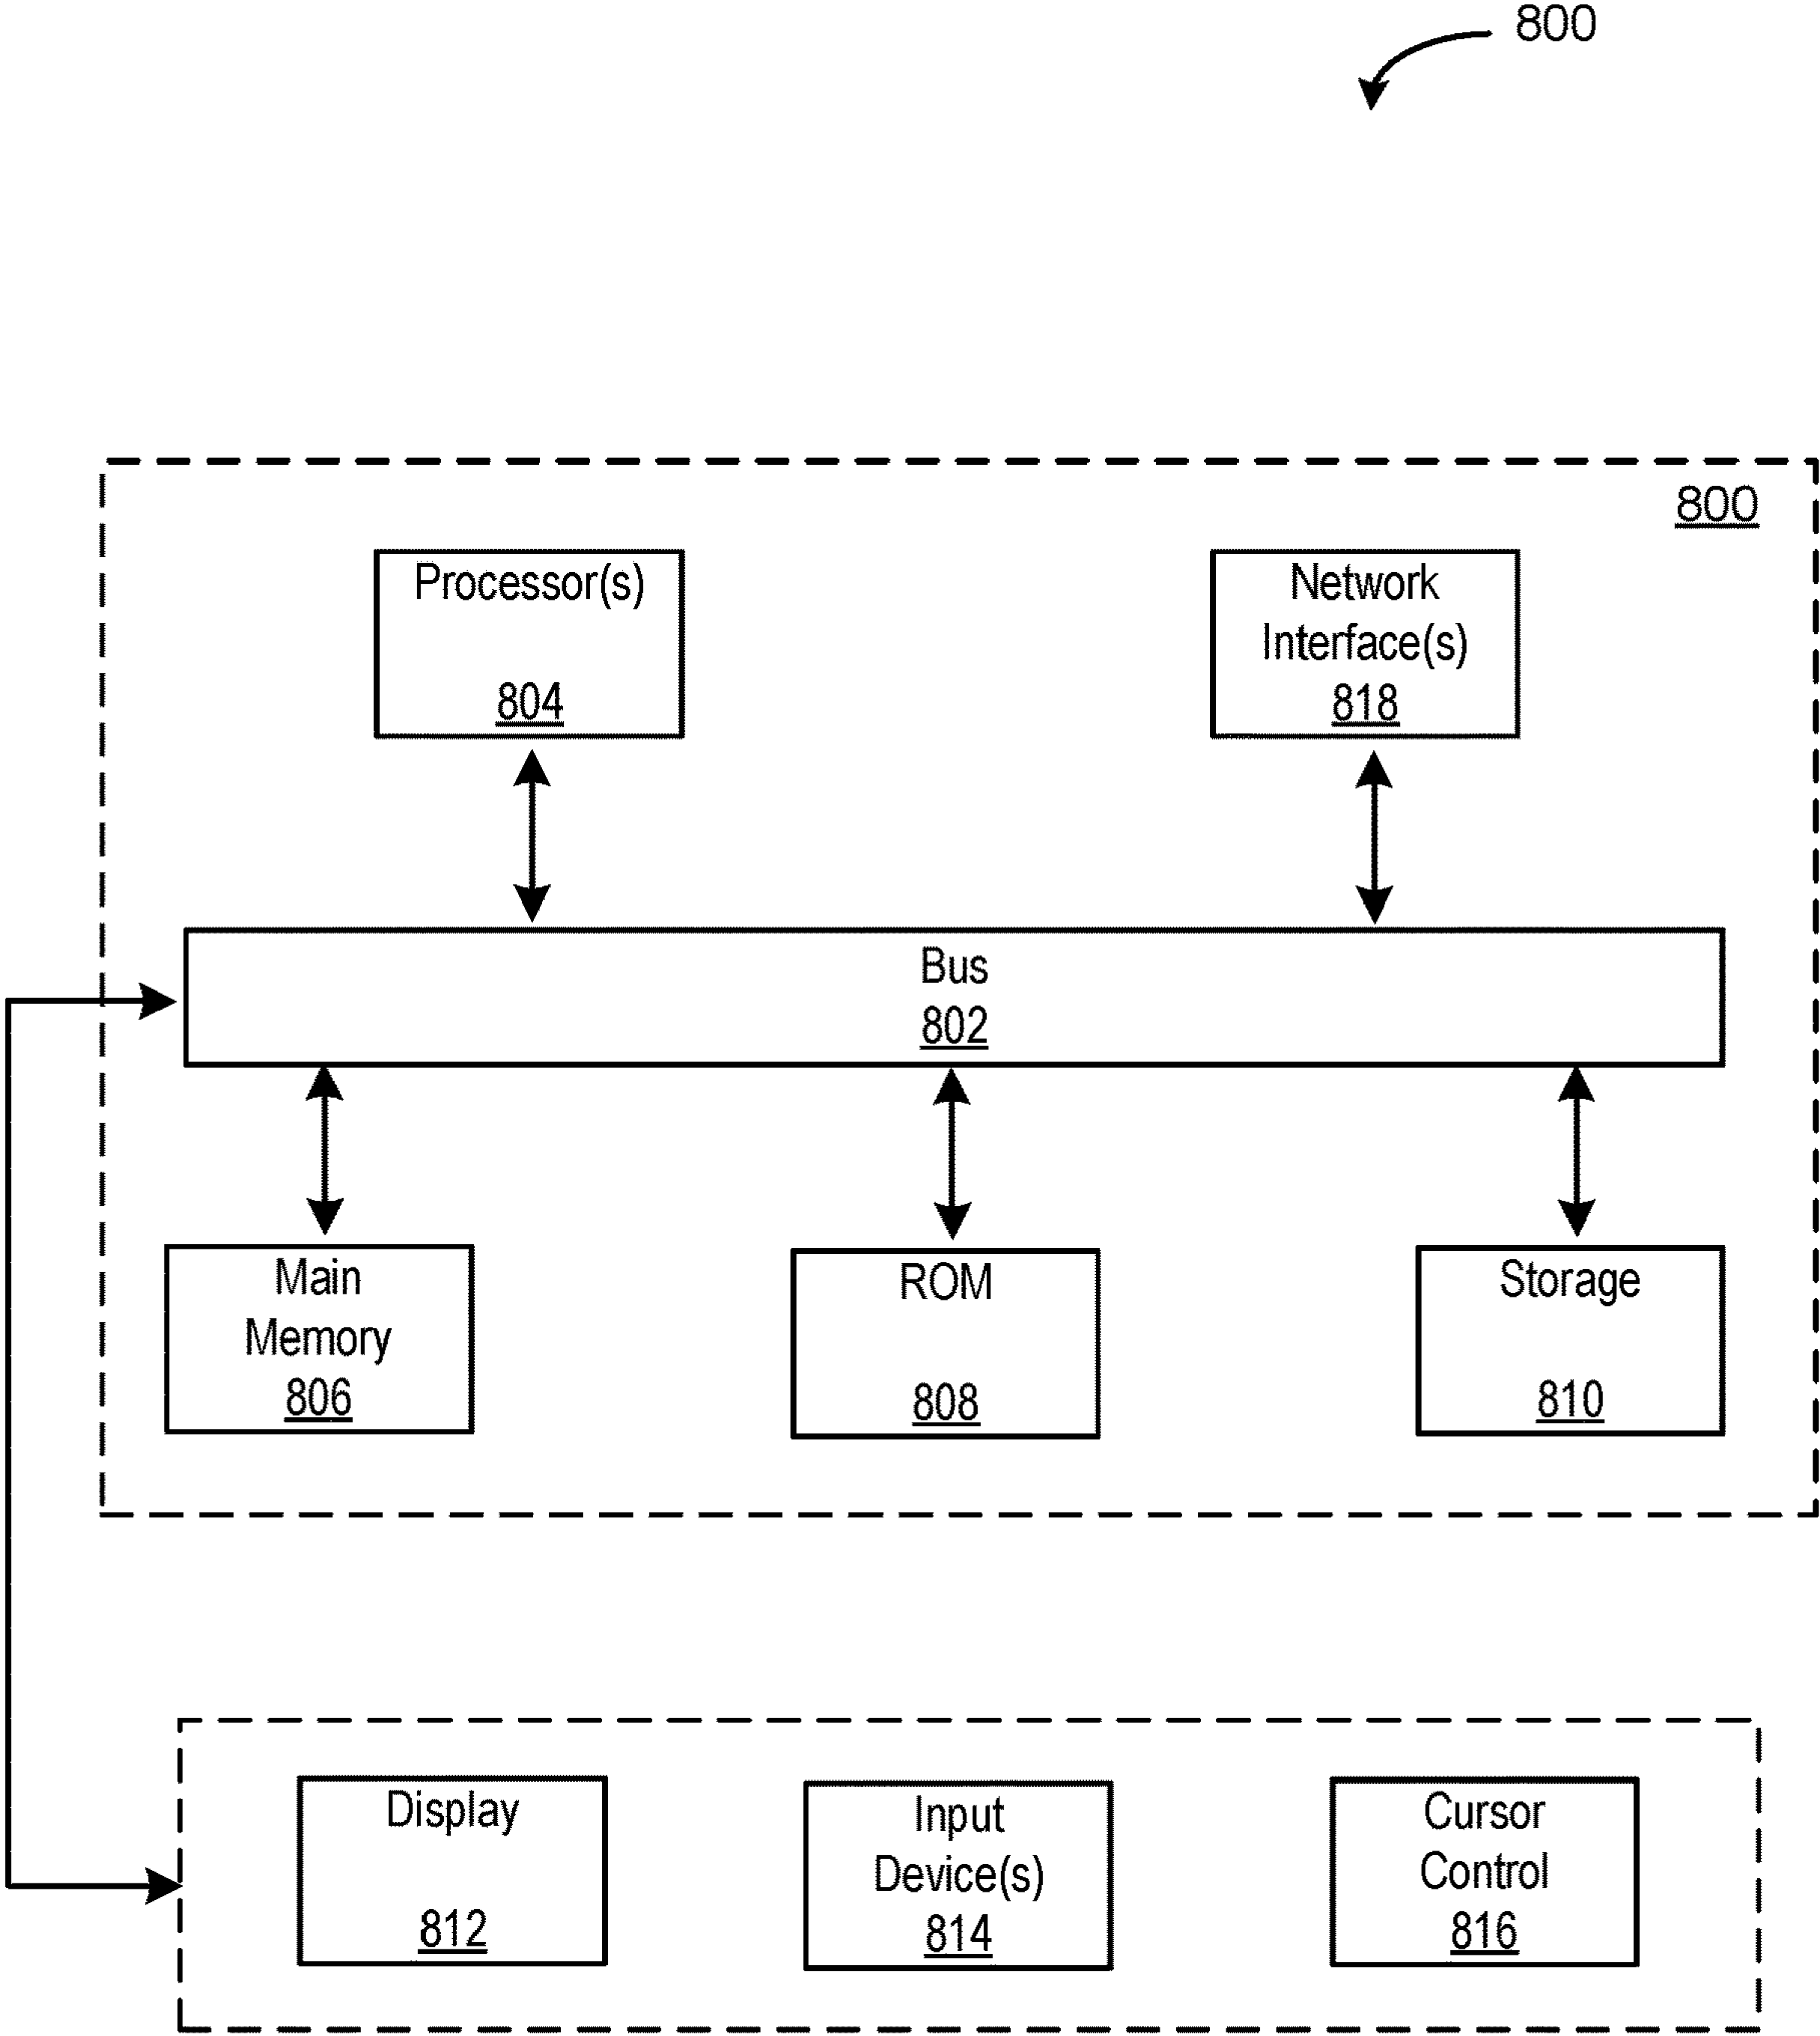 800
800
Processor(s)
804
Network
Interface(s)
818
Bus
802
Main
Memory
806
ROM
808
Storage
810
Display
812
Input
Device(s)
814
Cursor
Control
816